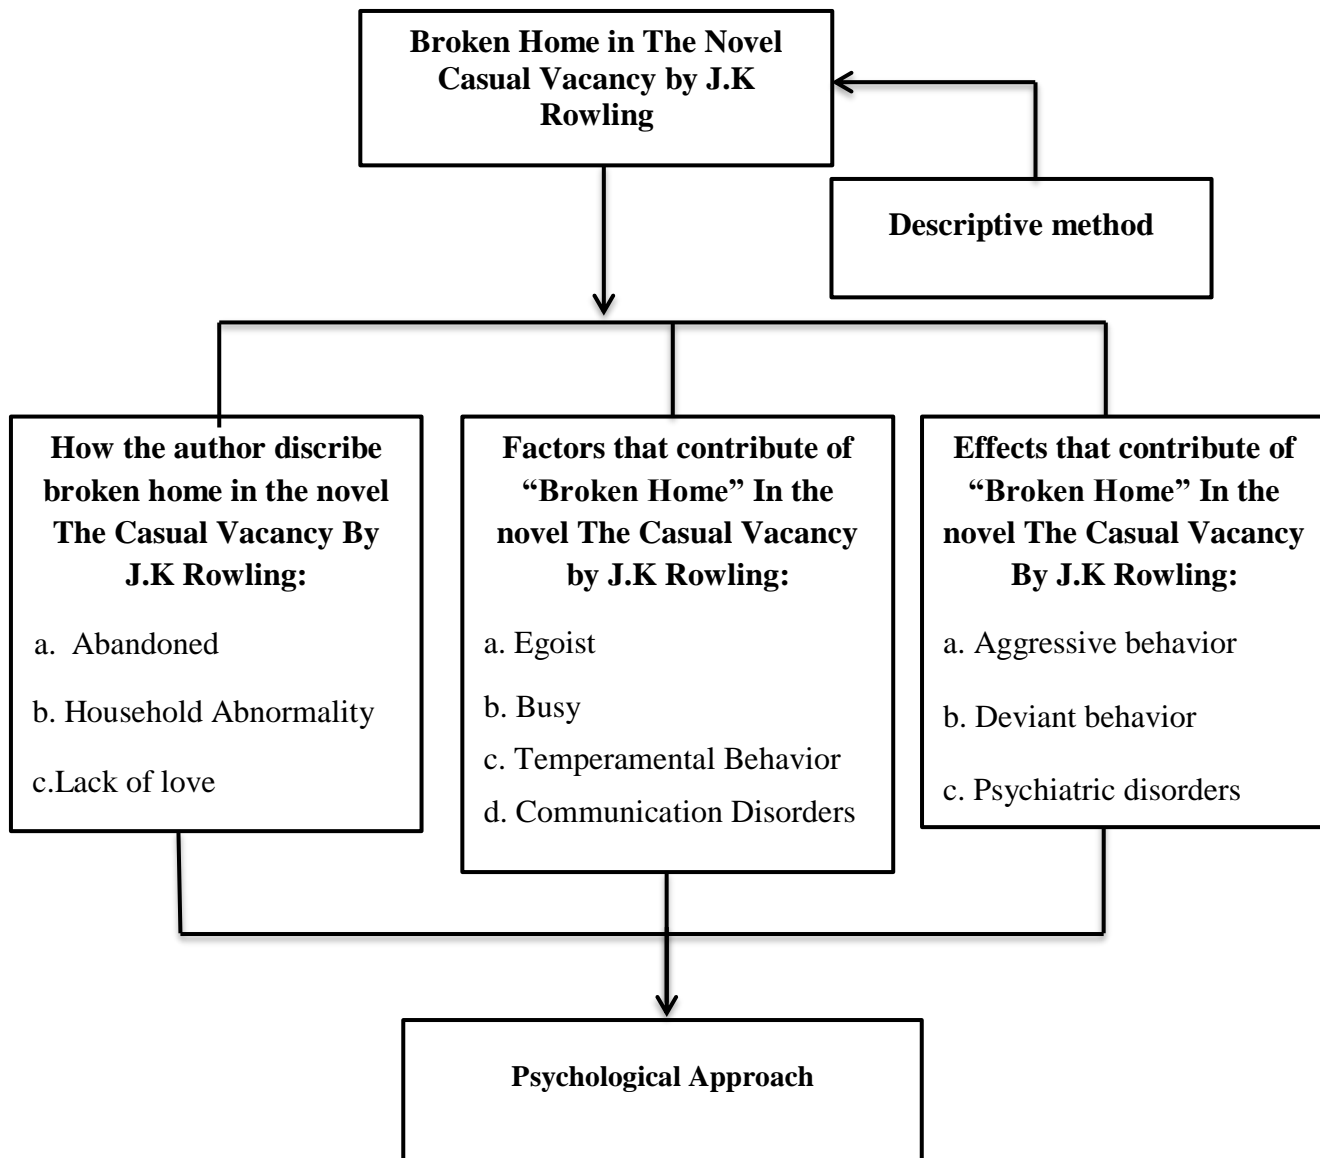 Broken Home in The Novel
Casual Vacancy by J.K
Rowling
Descriptive method
How the author discribe
broken home in the novel
The Casual Vacancy By
J.K Rowling:
a. Abandoned
b. Household Abnormality
c.Lack of love
Factors that contribute of
“Broken Home” In the
novel The Casual Vacancy
by J.K Rowling:
a. Egoist
b. Busy
c. Temperamental Behavior
d. Communication Disorders
Effects that contribute of
“Broken Home” In the
novel The Casual Vacancy
By J.K Rowling:
a. Aggressive behavior
b. Deviant behavior
c. Psychiatric disorders
Psychological Approach